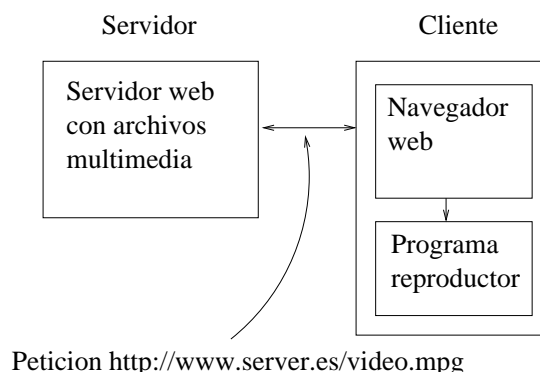 Servidor
Cliente
Servidor web
con archivos
multimedia
Navegador
web
Programa
reproductor
Peticion http://www.server.es/video.mpg